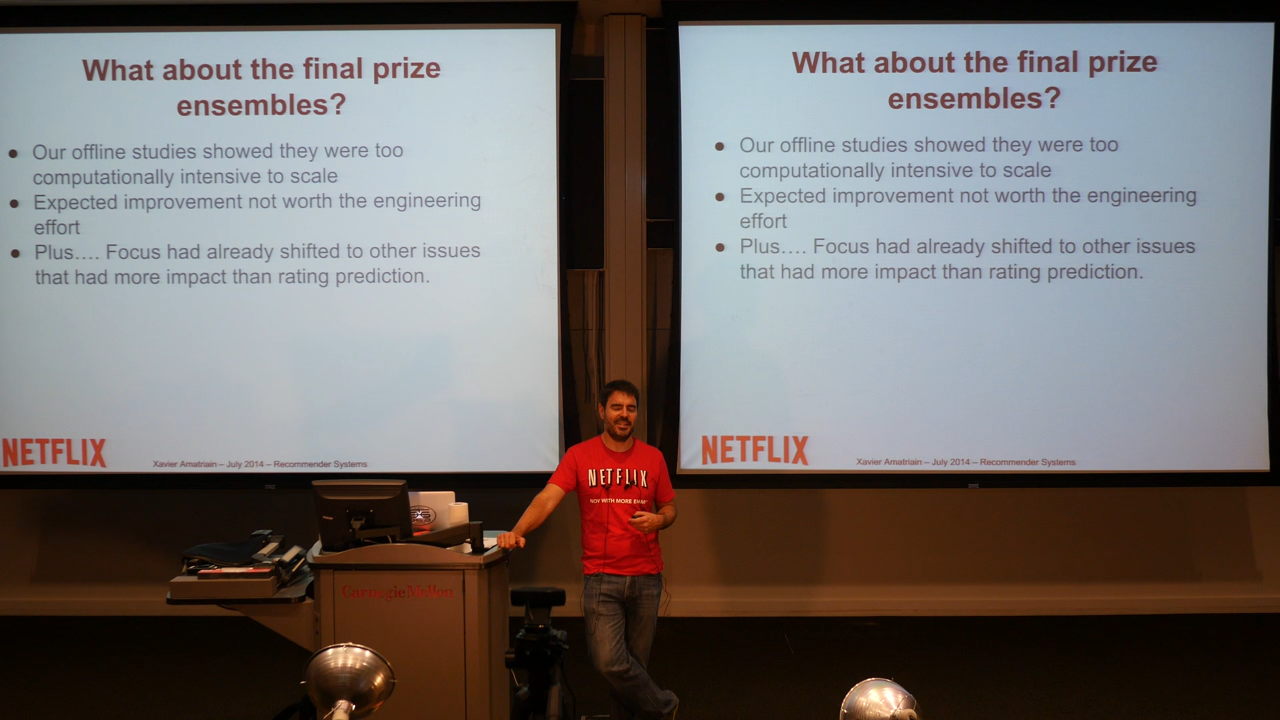 What about the final prize
ensembles?
● Our offline studies showed they were too
computationally intensive to scale
● Expected improvement not worth the engineering
effort
● Plus.... Focus had already shifted to other issues
that had more impact than rating prediction.
NETFLIX
Xavier Amatriain – July 2014 – Recommender Systems
What about the final prize
ensembles?
● Our offline studies showed they were too
computationally intensive to scale
● Expected improvement not worth the engineering
effort
● Plus.... Focus had already shifted to other issues
that had more impact than rating prediction.
NETFLIX
Xavier Amatriain – July 2014 – Recommender Systems
NETFLIX
WITH MORE
Carnegie Mellon